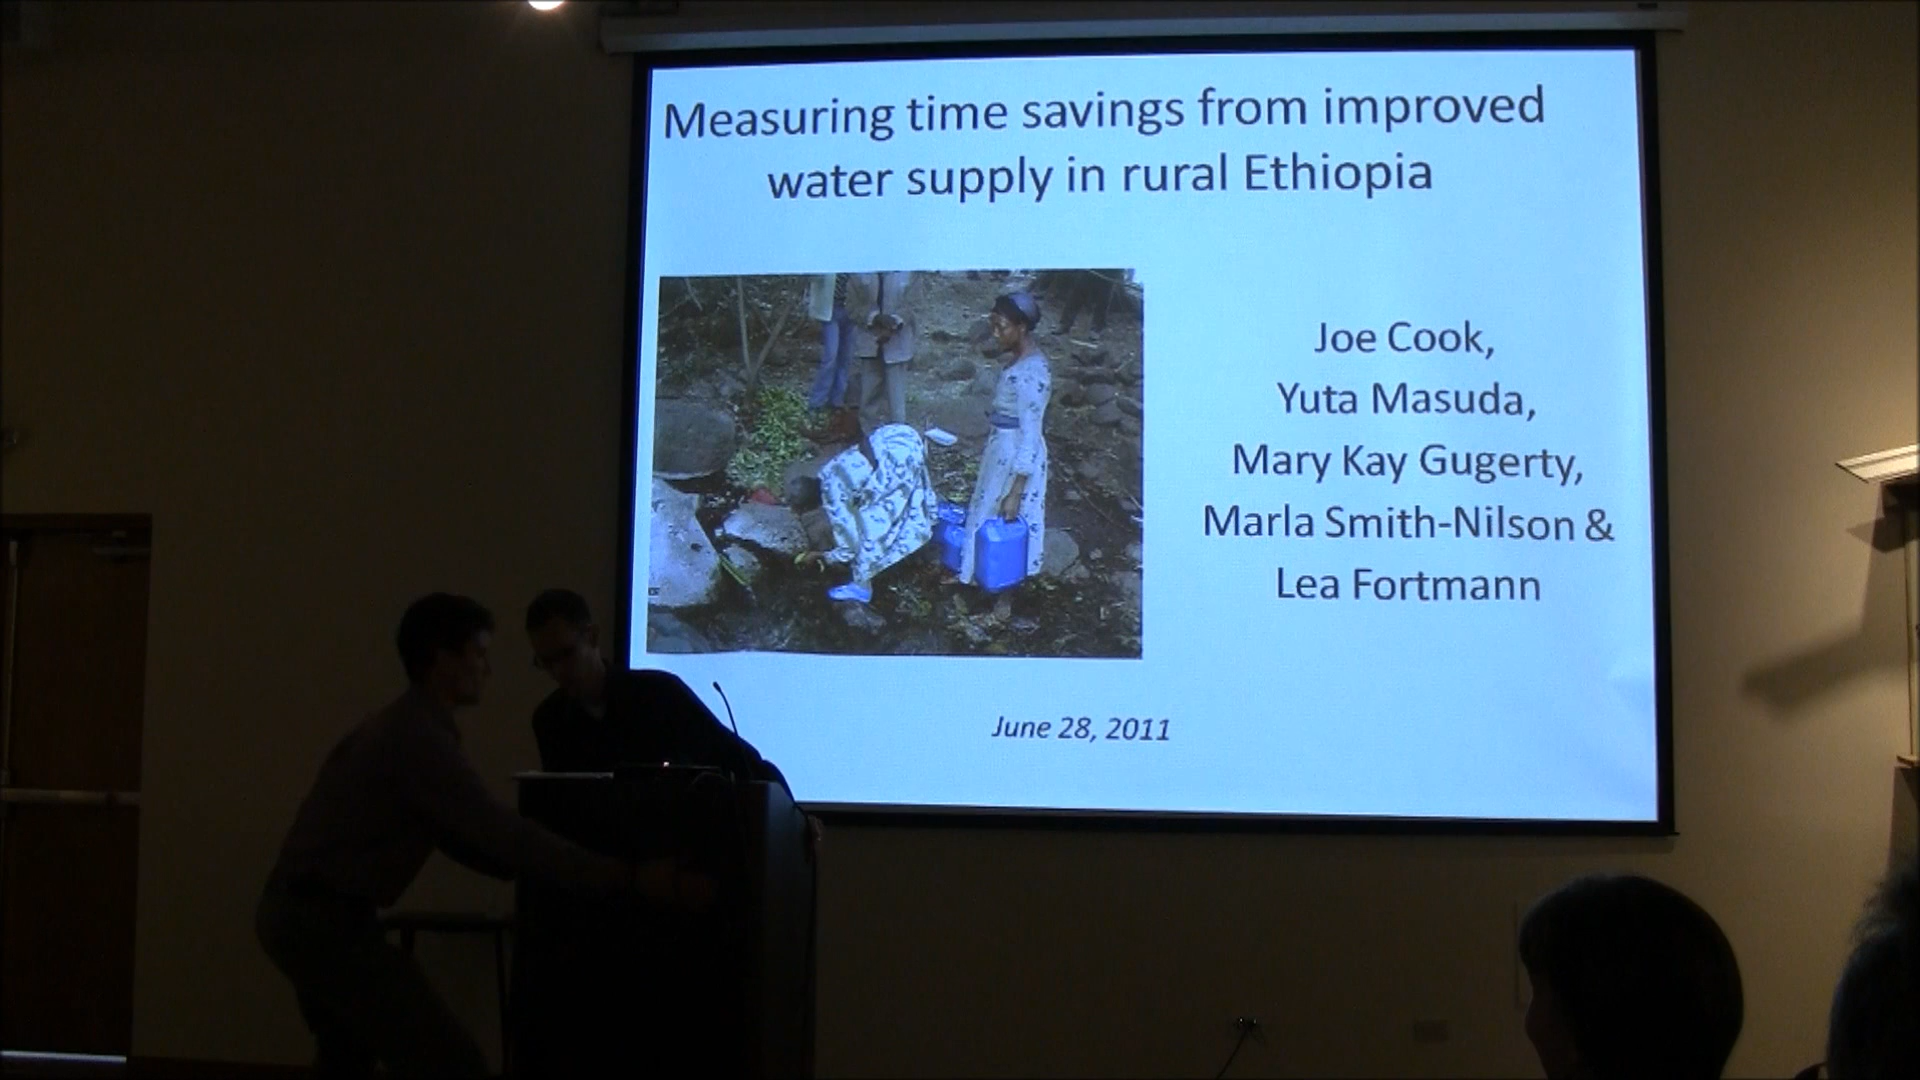 Measuring time savings from improved
water supply in rural Ethiopia
Joe Cook,
Yuta Masuda,
Mary Kay Gugerty,
Marla Smith-Nilson &
Lea Fortmann
June 28, 2011